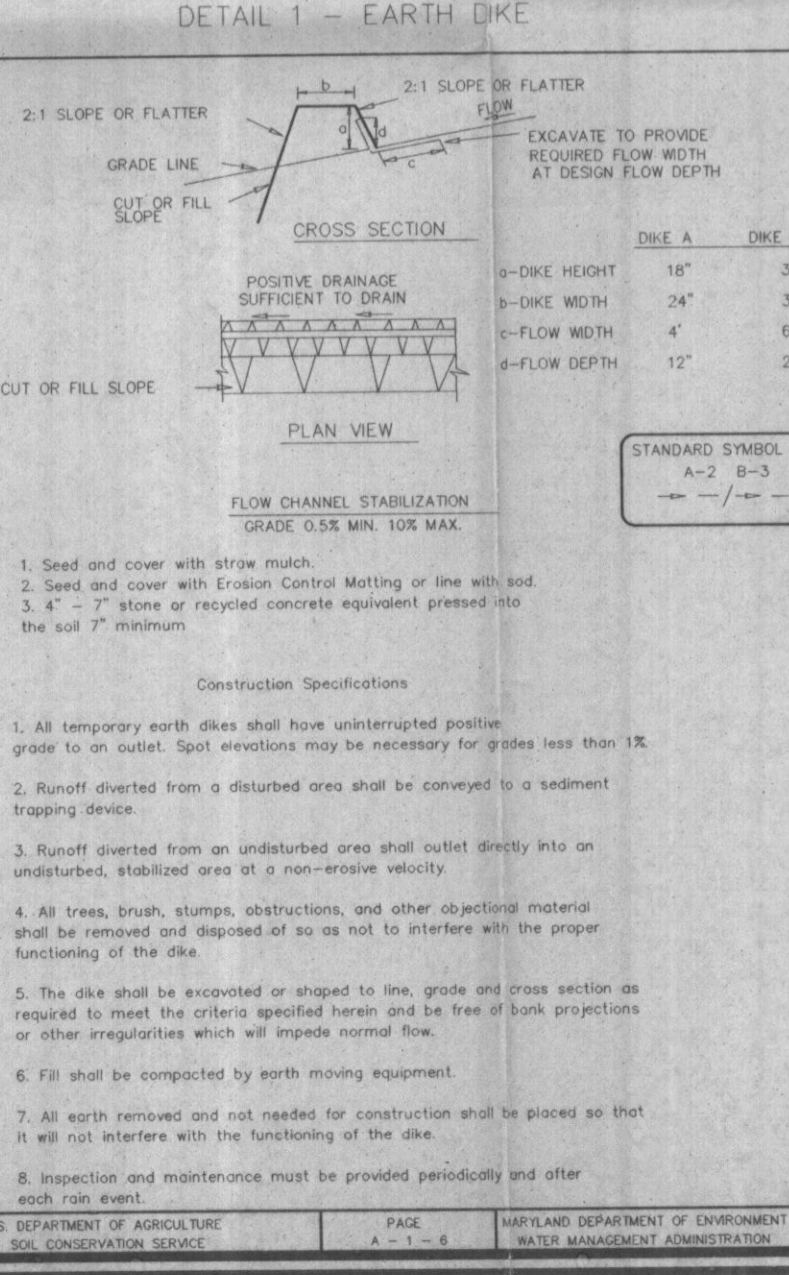 DETAIL 1 – EARTH DIKE
b
2:1 SLOPE OR FLATTER
2:1 SLOPE OR FLATTER
FLOW
a
d
EXCAVATE TO PROVIDE
REQUIRED FLOW WIDTH
AT DESIGN FLOW DEPTH
GRADE LINE
c
CUT OR FILL
SLOPE
CROSS SECTION
DIKE A DIKE
a–DIKE HEIGHT 18" 3
b–DIKE WIDTH 24" 3
c–FLOW WIDTH 4' 6
d–FLOW DEPTH 12" 2
POSITIVE DRAINAGE
SUFFICIENT TO DRAIN
CUT OR FILL SLOPE
PLAN VIEW
STANDARD SYMBOL
A–2 B–3
FLOW CHANNEL STABILIZATION
GRADE 0.5% MIN. 10% MAX.
1. Seed and cover with straw mulch.
2. Seed and cover with Erosion Control Matting or line with sod.
3. 4" – 7" stone or recycled concrete equivalent pressed into
the soil 7" minimum
Construction Specifications
1. All temporary earth dikes shall have uninterrupted positive
grade to an outlet. Spot elevations may be necessary for grades less than 1%.
2. Runoff diverted from a disturbed area shall be conveyed to a sediment
trapping device.
3. Runoff diverted from an undisturbed area shall outlet directly into an
undisturbed, stabilized area at a non–erosive velocity.
4. All trees, brush, stumps, obstructions, and other objectional material
shall be removed and disposed of so as not to interfere with the proper
functioning of the dike.
5. The dike shall be excavated or shaped to line, grade and cross section as
required to meet the criteria specified herein and be free of bank projections
or other irregularities which will impede normal flow.
6. Fill shall be compacted by earth moving equipment.
7. All earth removed and not needed for construction shall be placed so that
it will not interfere with the functioning of the dike.
8. Inspection and maintenance must be provided periodically and after
each rain event.
S. DEPARTMENT OF AGRICULTURE
SOIL CONSERVATION SERVICE
PAGE
A – 1 – 6
MARYLAND DEPARTMENT OF ENVIRONMENT
WATER MANAGEMENT ADMINISTRATION